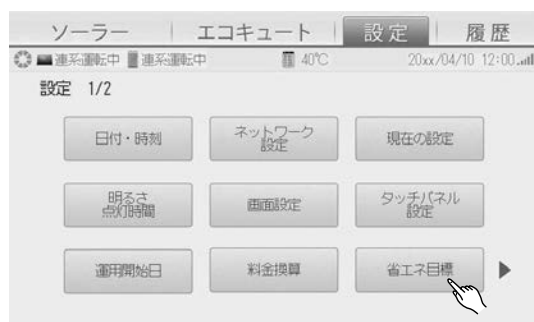 ソーラー エコキュート 設定 履歴
連系運転中 連系運転中 40℃ 20xx/04/10 12:00
設定 1/2
日付・時刻 ネットワーク設定 現在の設定
明るさ点灯時間 画面設定 タッチパネル設定
運用開始日 料金換算 省エネ目標